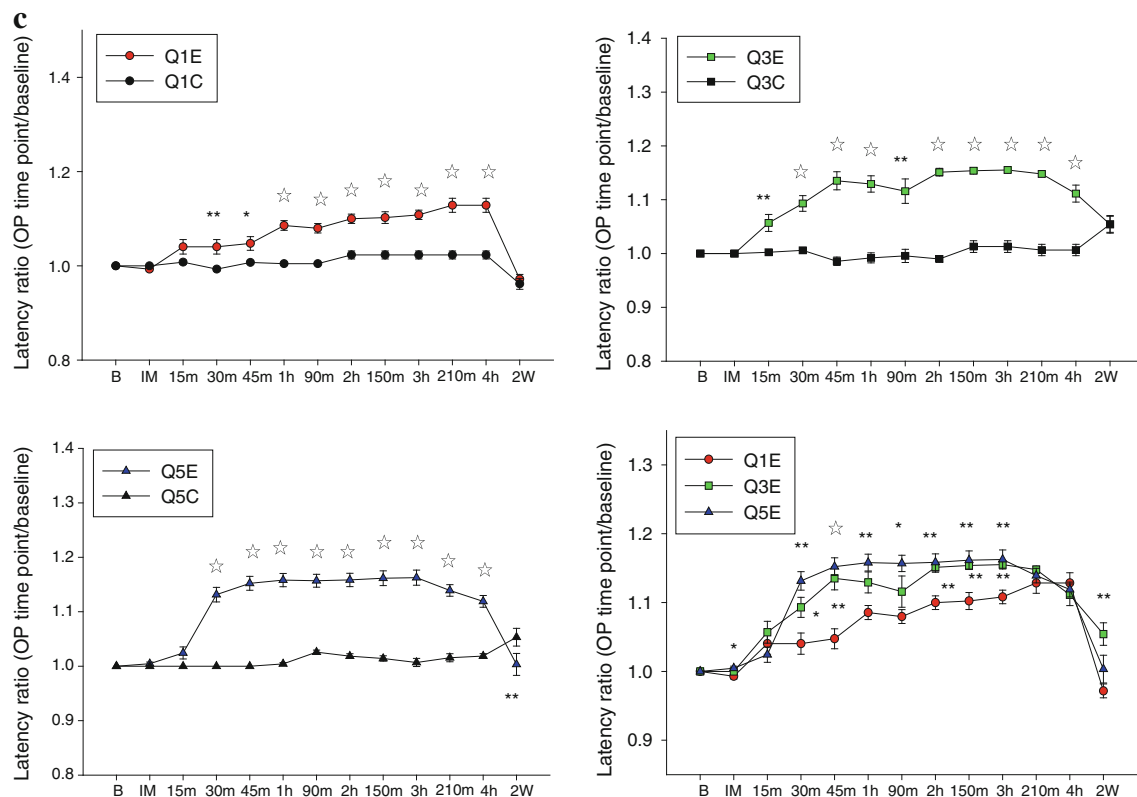 c
Latency ratio (OP time point/baseline)
1.4
1.2
1.0
0.8
Q1E
Q1C
** *
B IM 15m 30m 45m 1h 90m 2h 150m 3h 210m 4h 2W
Latency ratio (OP time point/baseline)
1.4
1.3
1.2
1.1
1.0
0.9
0.8
Q3E
Q3C
** **
B IM 15m 30m 45m 1h 90m 2h 150m 3h 210m 4h 2W
Latency ratio (OP time point/baseline)
1.4
1.3
1.2
1.1
1.0
0.9
0.8
Q5E
Q5C
**
B IM 15m 30m 45m 1h 90m 2h 150m 3h 210m 4h 2W
Latency ratio (OP time point/baseline)
1.3
1.2
1.1
1.0
0.9
Q1E
Q3E
Q5E
** ** * ** ** **
* * ** ** ** ** **
B IM 15m 30m 45m 1h 90m 2h 150m 3h 210m 4h 2W